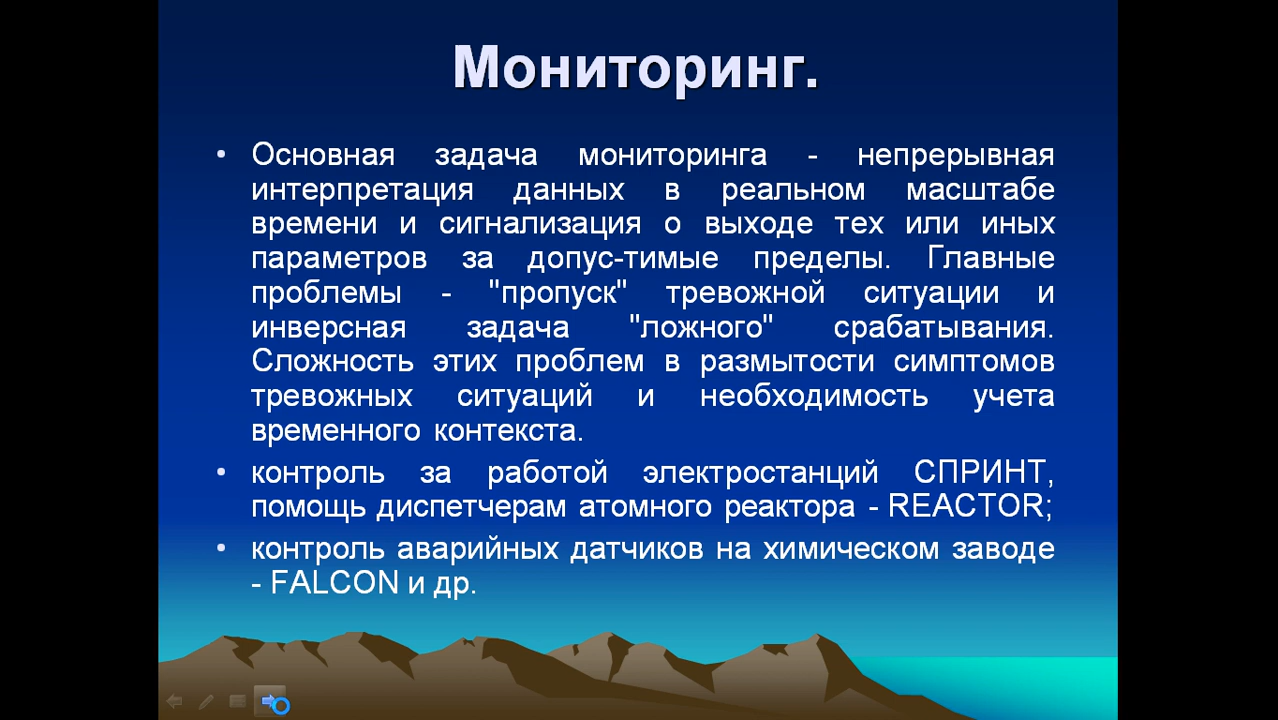 Мониторинг.
• Основная задача мониторинга - непрерывная
интерпретация данных в реальном масштабе
времени и сигнализация о выходе тех или иных
параметров за допус-тимые пределы. Главные
проблемы - "пропуск" тревожной ситуации и
инверсная задача "ложного" срабатывания.
Сложность этих проблем в размытости симптомов
тревожных ситуаций и необходимость учета
временного контекста.
• контроль за работой электростанций СПРИНТ,
помощь диспетчерам атомного реактора - REACTOR;
• контроль аварийных датчиков на химическом заводе
- FALCON и др.